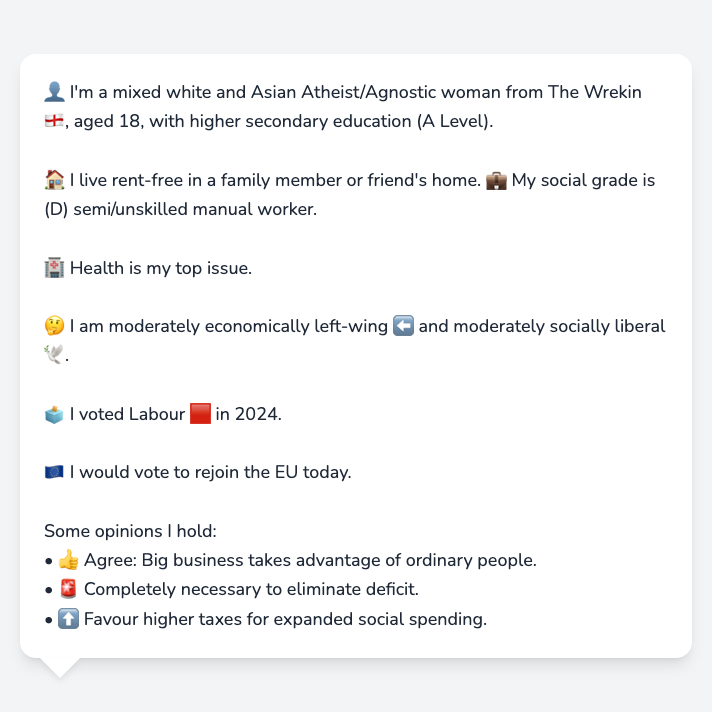 👤 I'm a mixed white and Asian Atheist/Agnostic woman from The Wrekin
🏴󠁧󠁢󠁥󠁮󠁧󠁿, aged 18, with higher secondary education (A Level).
🏠 I live rent-free in a family member or friend's home. 💼 My social grade is
(D) semi/unskilled manual worker.
🏥 Health is my top issue.
🤔 I am moderately economically left-wing ⬅️ and moderately socially liberal
🕊️.
🗳️ I voted Labour 🟥 in 2024.
🇪🇺 I would vote to rejoin the EU today.
Some opinions I hold:
• 👍 Agree: Big business takes advantage of ordinary people.
• 🚨 Completely necessary to eliminate deficit.
• ⬆️ Favour higher taxes for expanded social spending.